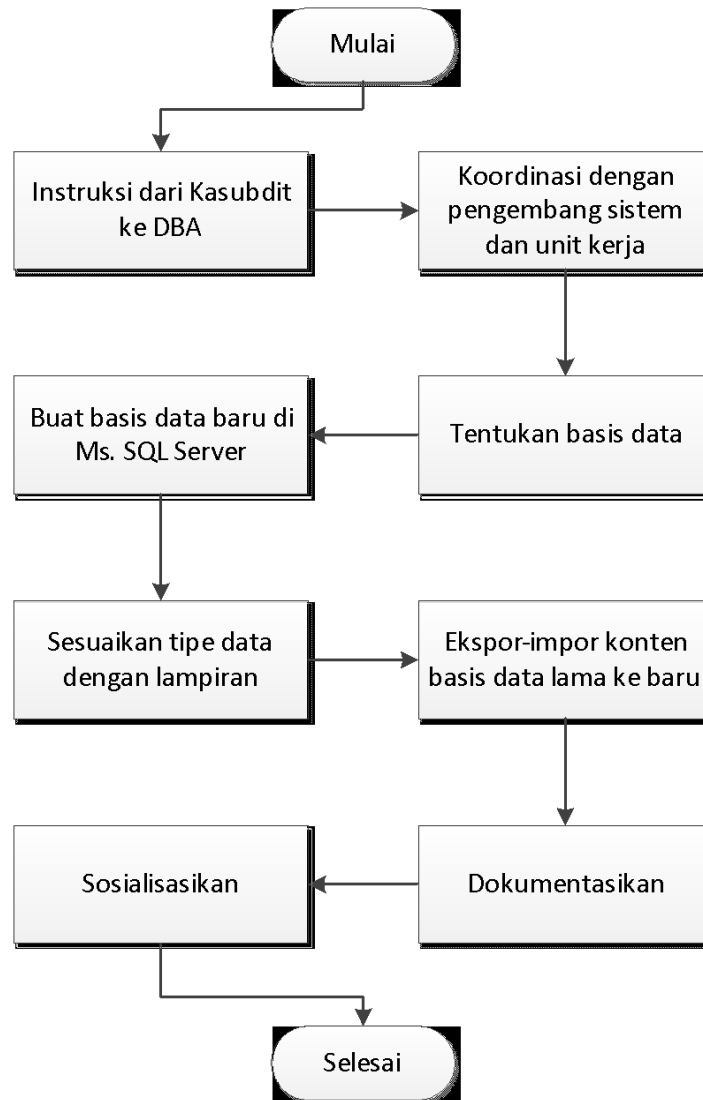 Mulai
Instruksi dari Kasubdit
ke DBA
Koordinasi dengan
pengembang sistem
dan unit kerja
Tentukan basis data
Buat basis data baru di
Ms. SQL Server
Sesuaikan tipe data
dengan lampiran
Ekspor-impor konten
basis data lama ke baru
Dokumentasikan
Sosialisasikan
Selesai